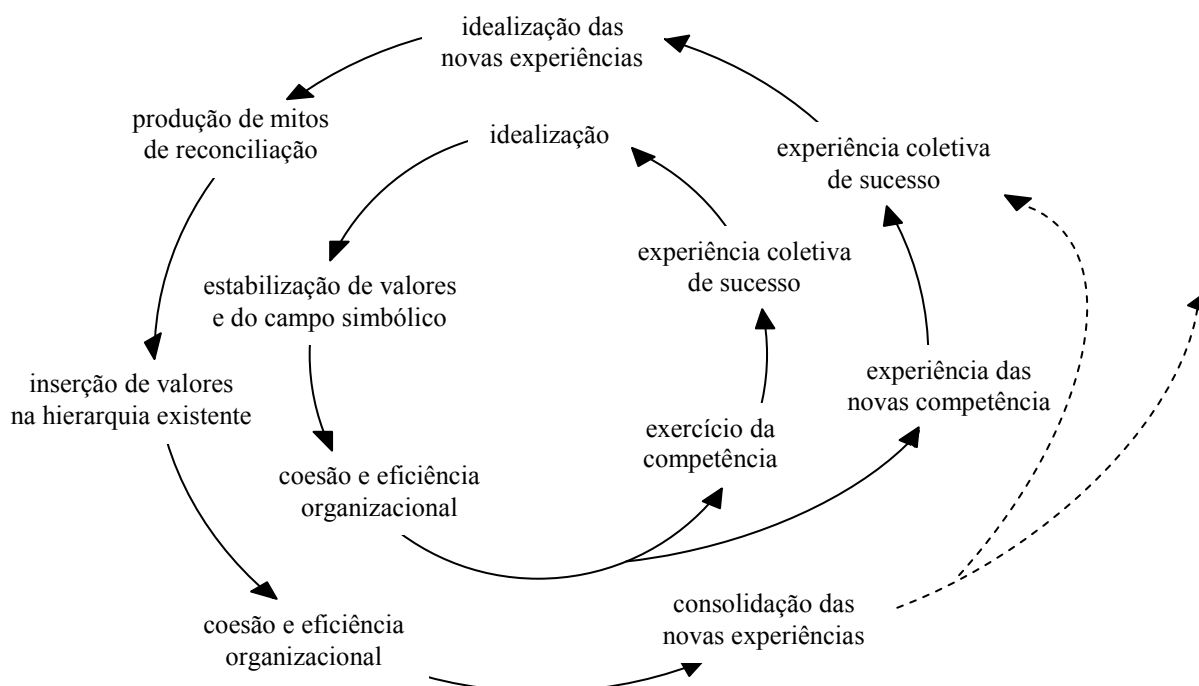 idealização das
novas experiências
produção de mitos
de reconciliação
idealização
experiência coletiva
de sucesso
experiência coletiva
de sucesso
estabilização de valores
e do campo simbólico
inserção de valores
na hierarquia existente
experiência das
novas competência
exercício da
competência
coesão e eficiência
organizacional
consolidação das
novas experiências
coesão e eficiência
organizacional